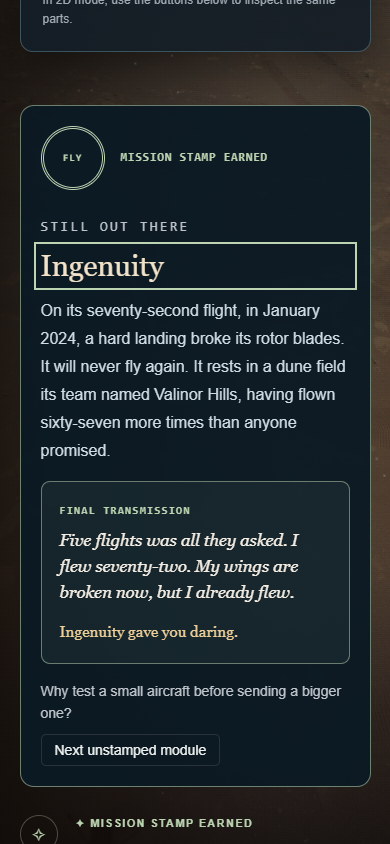 In 2D mode, use the buttons below to inspect the same
parts.
FLY
MISSION STAMP EARNED
STILL OUT THERE
Ingenuity
On its seventy-second flight, in January
2024, a hard landing broke its rotor blades.
It will never fly again. It rests in a dune field
its team named Valinor Hills, having flown
sixty-seven more times than anyone
promised.
FINAL TRANSMISSION
Five flights was all they asked. I
flew seventy-two. My wings are
broken now, but I already flew.
Ingenuity gave you daring.
Why test a small aircraft before sending a bigger
one?
Next unstamped module
✦ MISSION STAMP EARNED